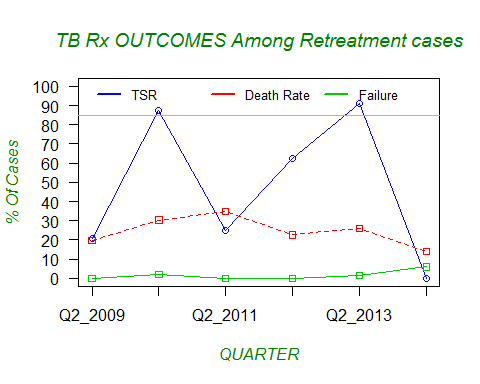 TB Rx OUTCOMES Among Retreatment cases
TSR Death Rate Failure
100
90
80
70
60
50
40
30
20
10
0
% Of Cases
Q2_2009 Q2_2011 Q2_2013
QUARTER